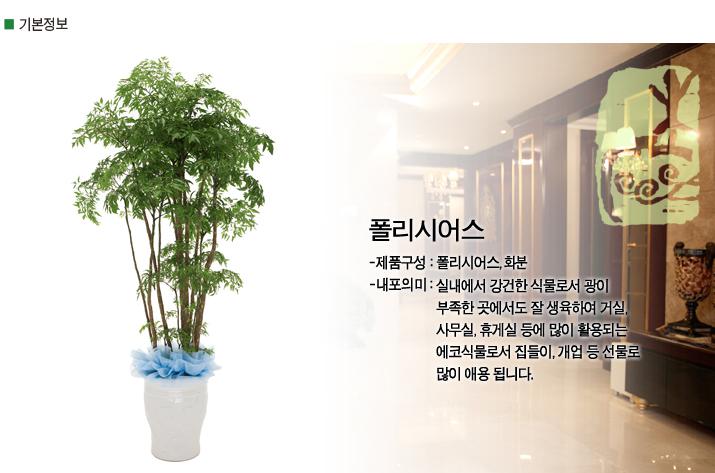 기본정보
폴리시어스
-제품구성 : 폴리시어스, 화분
-내포의미 : 실내에서 강건한 식물로서 광이
부족한 곳에서도 잘 생육하여 거실,
사무실, 휴게실 등에 많이 활용되는
에코식물로서 집들이, 개업 등 선물로
많이 애용 됩니다.